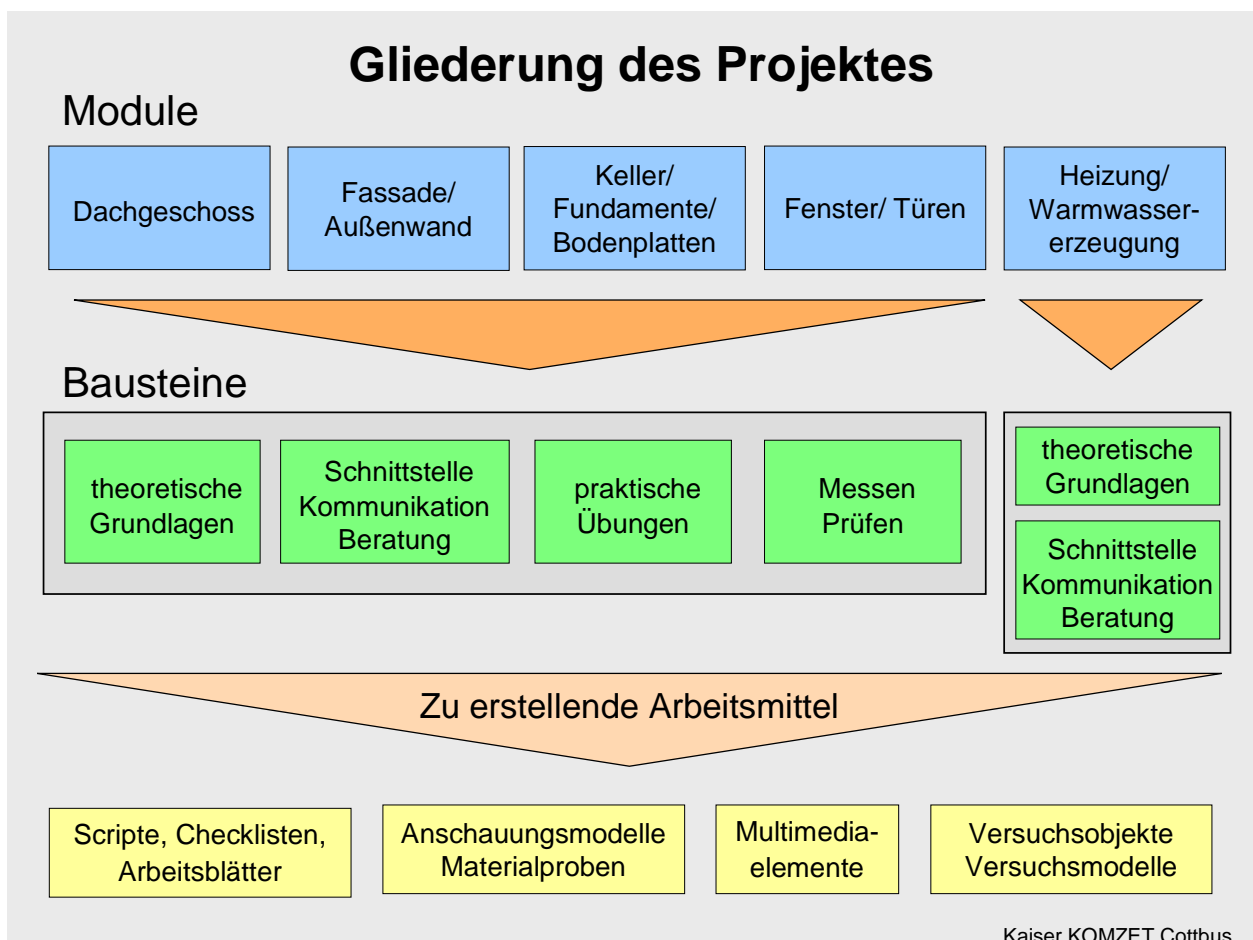 Gliederung des Projektes
Module
Dachgeschoss
Fassade/
Außenwand
Keller/
Fundamente/
Bodenplatten
Fenster/ Türen
Heizung/
Warmwasser-
erzeugung
Bausteine
theoretische
Grundlagen
Schnittstelle
Kommunikation
Beratung
praktische
Übungen
Messen
Prüfen
theoretische
Grundlagen
Schnittstelle
Kommunikation
Beratung
Zu erstellende Arbeitsmittel
Scripte, Checklisten,
Arbeitsblätter
Anschauungsmodelle
Materialproben
Multimedia-
elemente
Versuchsobjekte
Versuchsmodelle
Kaiser KOMZET Cottbus